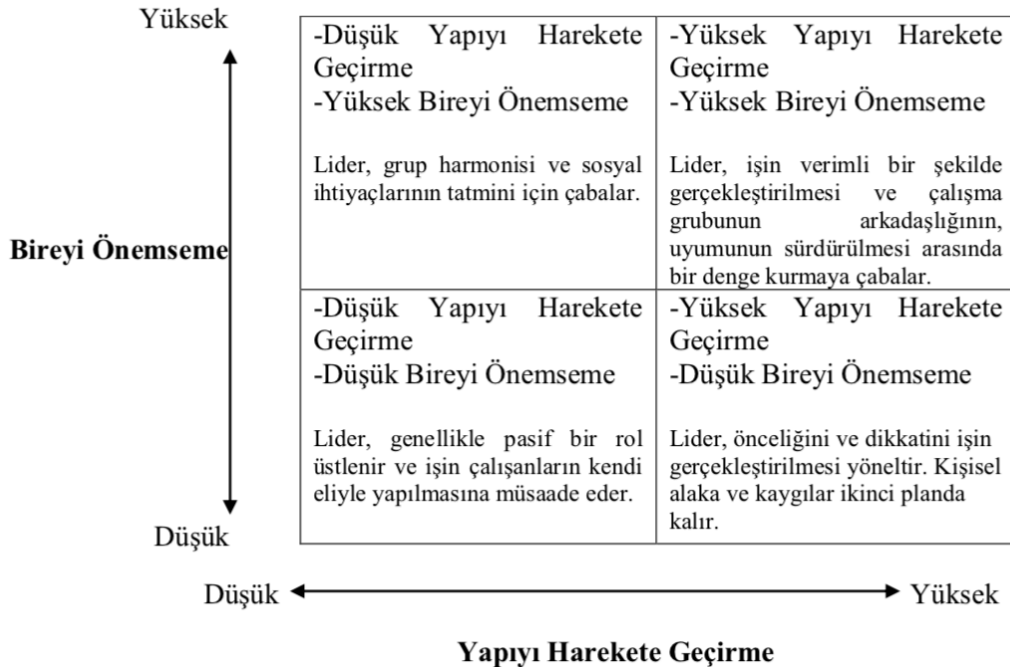 Yüksek
-Düşük Yapıyı Harekete
Geçirme
-Yüksek Bireyi Önemseme
Lider, grup harmonisi ve sosyal
ihtiyaçlarının tatmini için çabalar.
-Yüksek Yapıyı Harekete
Geçirme
-Yüksek Bireyi Önemseme
Lider, işin verimli bir şekilde
gerçekleştirilmesi ve çalışma
grubunun arkadaşlığının,
uyumunun sürdürülmesi arasında
bir denge kurmaya çabalar.
Bireyi Önemseme
-Düşük Yapıyı Harekete
Geçirme
-Düşük Bireyi Önemseme
Lider, genellikle pasif bir rol
üstlenir ve işin çalışanların kendi
eliyle yapılmasına müsaade eder.
-Yüksek Yapıyı Harekete
Geçirme
-Düşük Bireyi Önemseme
Lider, önceliğini ve dikkatini işin
gerçekleştirilmesi yöneltir. Kişisel
alaka ve kaygılar ikinci planda
kalır.
Düşük
Düşük
Yüksek
Yapıyı Harekete Geçirme